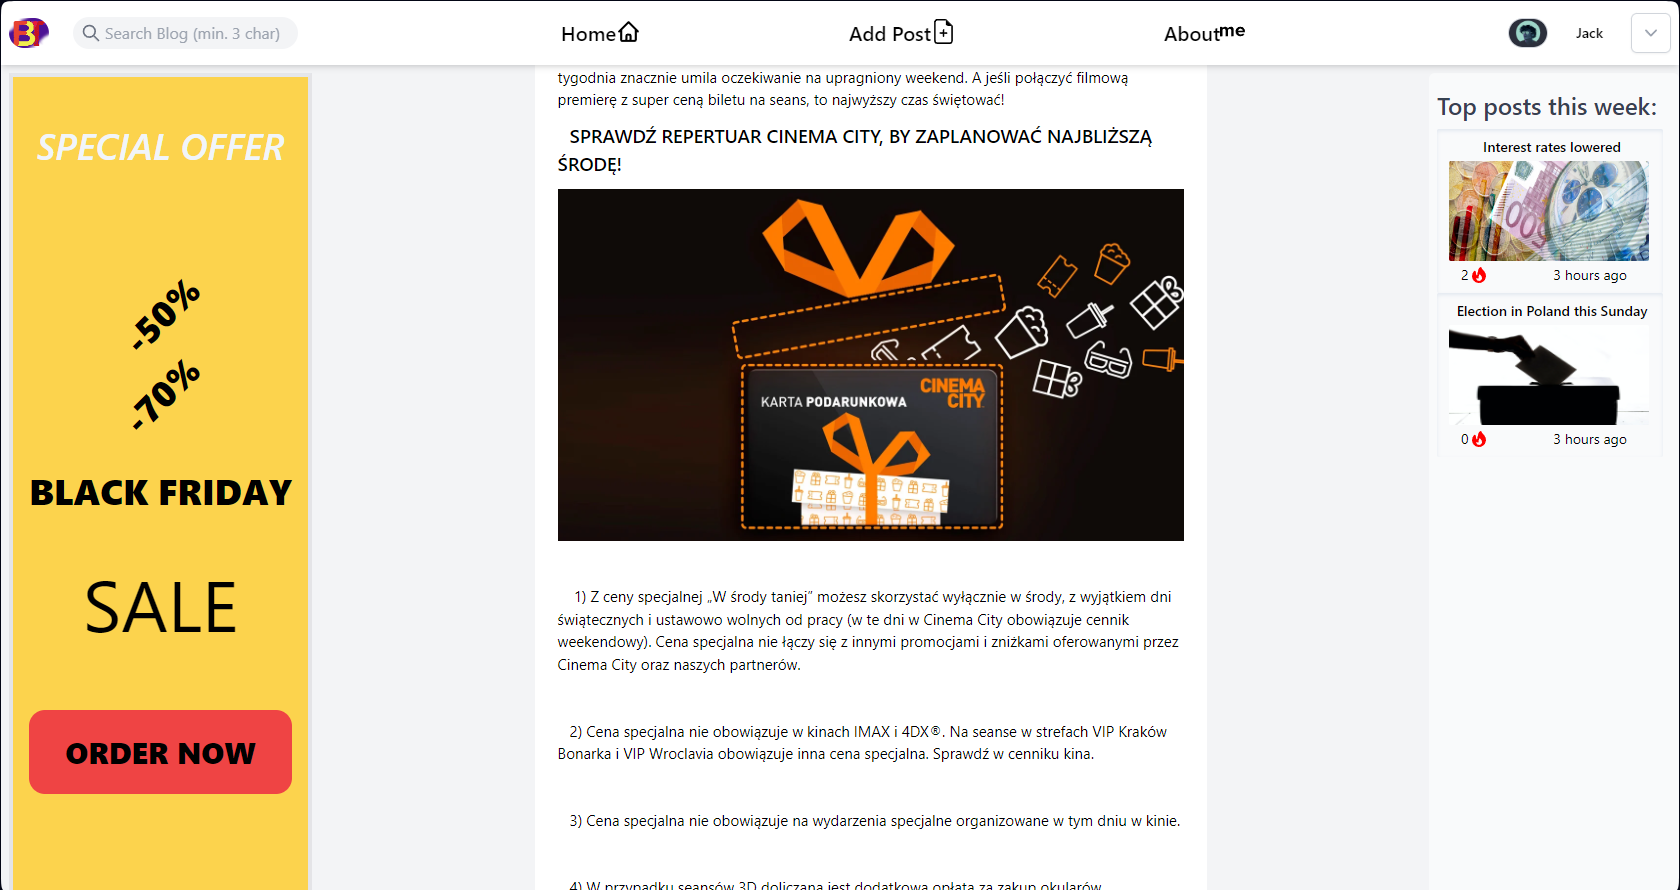 BT
Search Blog (min. 3 char)
Home
Add Post
About me
Jack
SPECIAL OFFER
-50%
-70%
BLACK FRIDAY
SALE
ORDER NOW
tygodnia znacznie umila oczekiwanie na upragniony weekend. A jeśli połączyć filmową
premierę z super ceną biletu na seans, to najwyższy czas świętować!
SPRAWDŹ REPERTUAR CINEMA CITY, BY ZAPLANOWAĆ NAJBLIŻSZĄ
ŚRODĘ!
KARTA PODARUNKOWA
CINEMA
CITY
1) Z ceny specjalnej „W środy taniej” możesz skorzystać wyłącznie w środy, z wyjątkiem dni
świątecznych i ustawowo wolnych od pracy (w te dni w Cinema City obowiązuje cennik
weekendowy). Cena specjalna nie łączy się z innymi promocjami i zniżkami oferowanymi przez
Cinema City oraz naszych partnerów.
2) Cena specjalna nie obowiązuje w kinach IMAX i 4DX®. Na seanse w strefach VIP Kraków
Bonarka i VIP Wroclavia obowiązuje inna cena specjalna. Sprawdź w cenniku kina.
3) Cena specjalna nie obowiązuje na wydarzenia specjalne organizowane w tym dniu w kinie.
4) W przypadku seansów 3D doliczana jest dodatkowa opłata za zakup okularów
Top posts this week:
Interest rates lowered
2
3 hours ago
Election in Poland this Sunday
0
3 hours ago